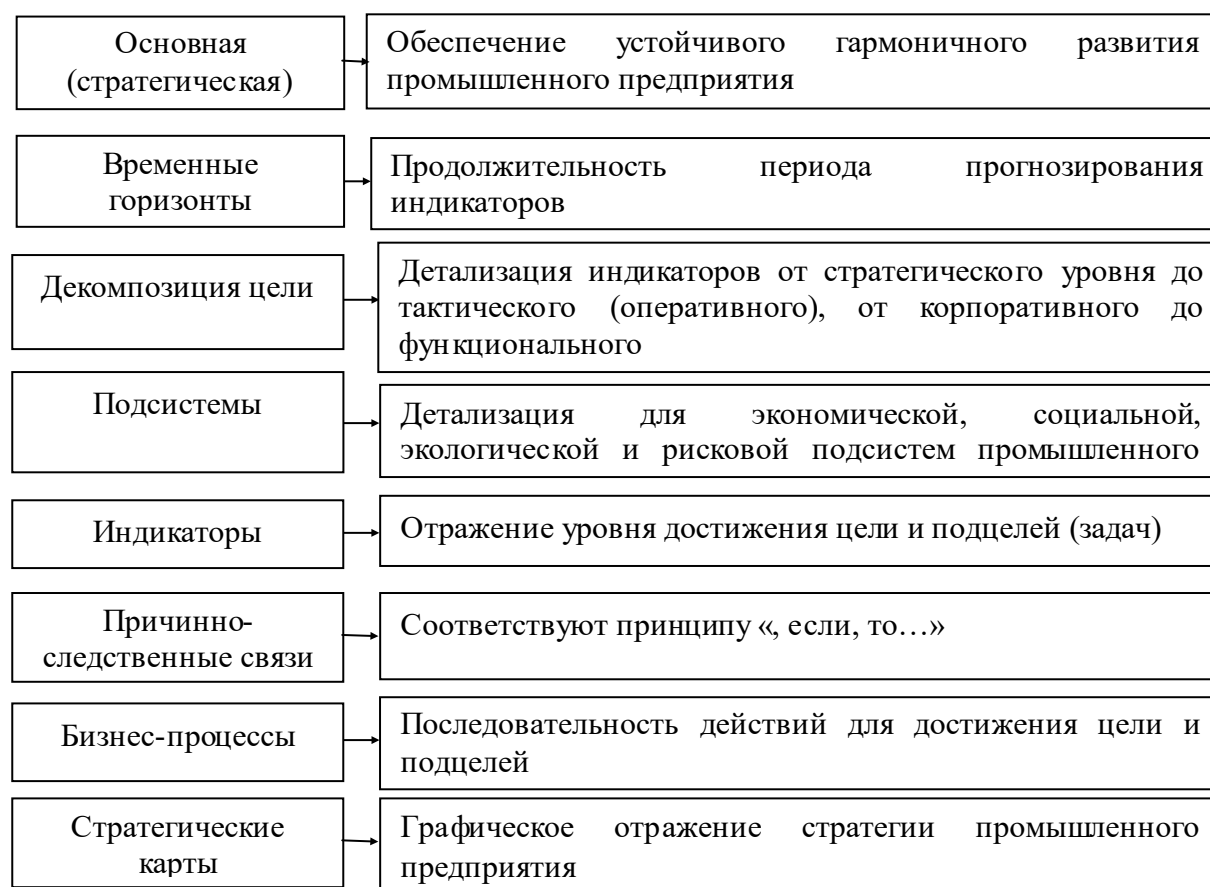 Основная
(стратегическая)
Обеспечение устойчивого гармоничного развития
промышленного предприятия
Временные
горизонты
Продолжительность периода прогнозирования
индикаторов
Декомпозиция цели
Детализация индикаторов от стратегического уровня до
тактического (оперативного), от корпоративного до
функционального
Подсистемы
Детализация для экономической, социальной,
экологической и рисковой подсистем промышленного
Индикаторы
Отражение уровня достижения цели и подцелей (задач)
Причинно-
следственные связи
Соответствуют принципу «, если, то…»
Бизнес-процессы
Последовательность действий для достижения цели и
подцелей
Стратегические
карты
Графическое отражение стратегии промышленного
предприятия